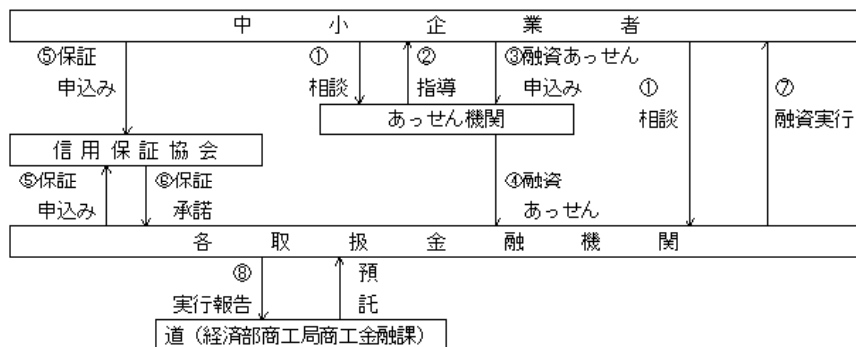 中小企業者
⑤保証
申込み
①
相談
②
指導
③融資あっせん
申込み
①
相談
⑦
融資実行
あっせん機関
信用保証協会
⑤保証
申込み
⑥保証
承諾
④融資
あっせん
各取扱金融機関
⑧
実行報告
預
託
道（経済部商工局商工金融課）